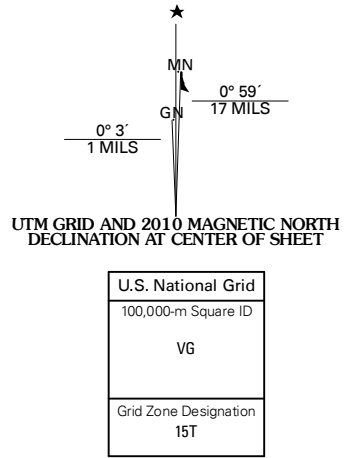 ★
MN
0° 59´
17 MILS
GN
0° 3´
1 MILS
UTM GRID AND 2010 MAGNETIC NORTH
DECLINATION AT CENTER OF SHEET
U.S. National Grid
100,000-m Square ID
VG
Grid Zone Designation
15T